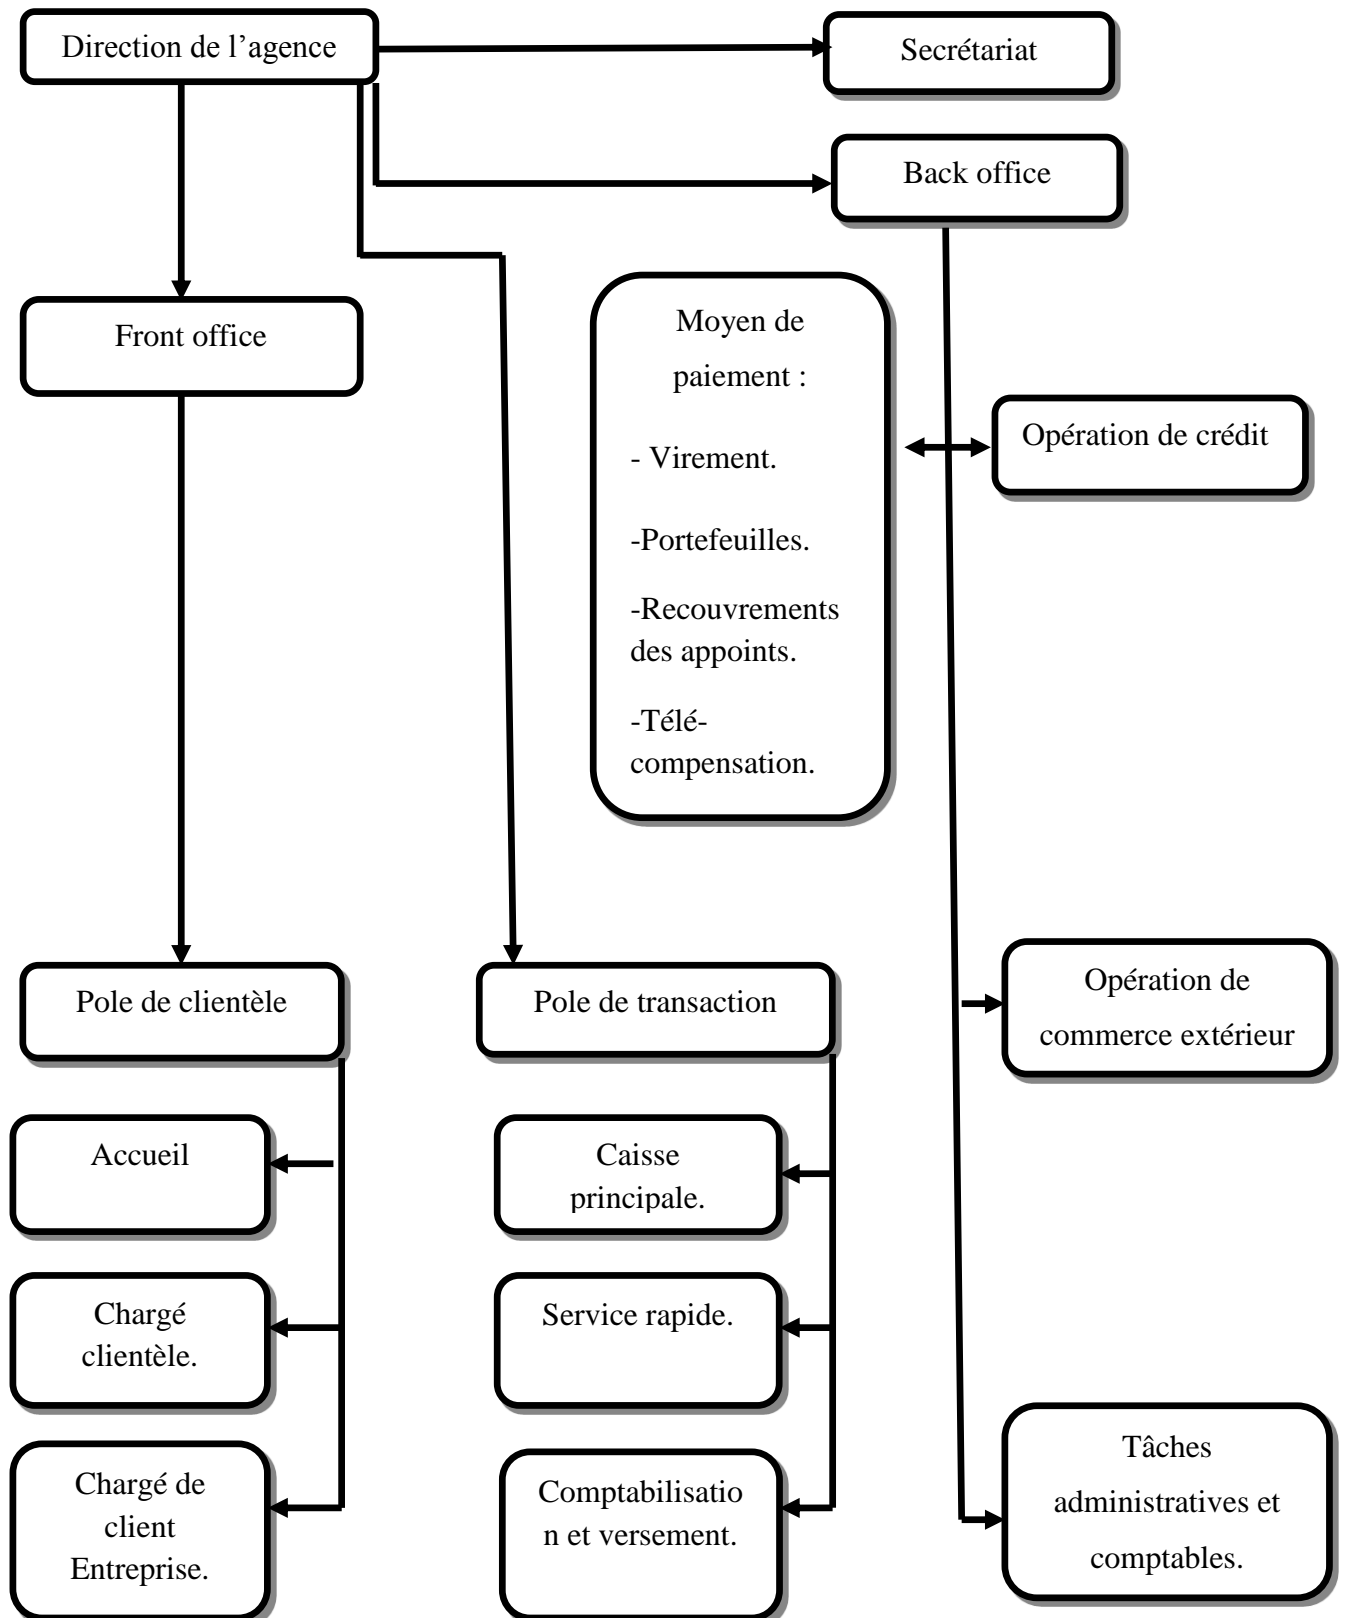 Direction de l’agence
Secrétariat
Back office
Front office
Moyen de
paiement :
- Virement.
-Portefeuilles.
-Recouvrements
des appoints.
-Télé-
compensation.
Opération de crédit
Pole de clientèle
Pole de transaction
Opération de
commerce extérieur
Accueil
Caisse
principale.
Chargé
clientèle.
Service rapide.
Chargé de
client
Entreprise.
Comptabilisatio
n et versement.
Tâches
administratives et
comptables.